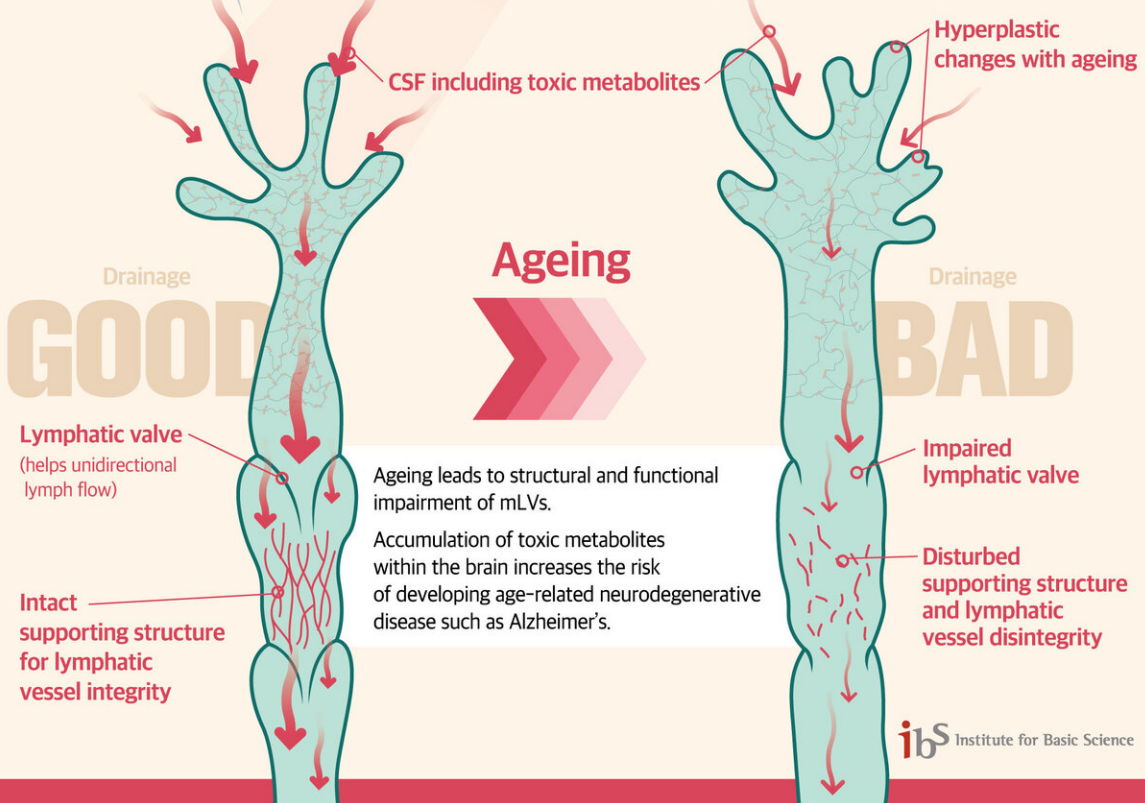 CSF including toxic metabolites
Hyperplastic
changes with ageing
Ageing
Drainage
GOOD
Drainage
BAD
Lymphatic valve
(helps unidirectional
lymph flow)
Intact
supporting structure
for lymphatic
vessel integrity
Ageing leads to structural and functional
impairment of mLVs.
Accumulation of toxic metabolites
within the brain increases the risk
of developing age-related neurodegenerative
disease such as Alzheimer's.
Impaired
lymphatic valve
Disturbed
supporting structure
and lymphatic
vessel disintegrity
ibS Institute for Basic Science